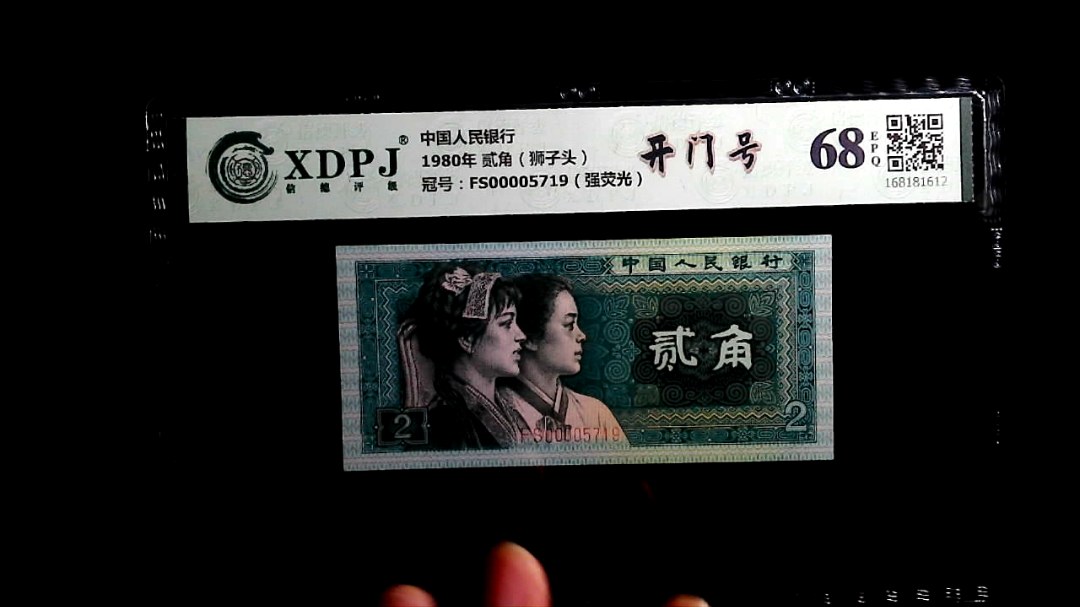 XDPJ®
信德评级
中国人民银行
1980年 贰角（狮子头）
冠号：FS00005719（强荧光）
开门号
68
EPQ
168181612
中国人民银行
贰角
2
2
FS00005719